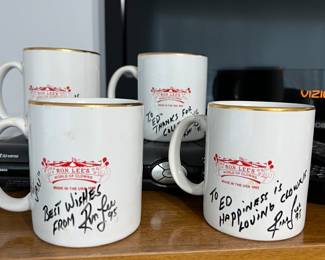 RON LEE'S
WORLD OF CLOWNS
TO
"ED"
THANKS FOR
VIZIO
RON LEE'S
WORLD OF CLOWNS
MADE IN THE USA
BEST WISHES
FROM Ron Lee 95
RON LEE'S
WORLD OF CLOWNS
MADE IN THE USA
TO ED
HAPPINESS IS
LOVING CLOWNS
Ron Lee 95